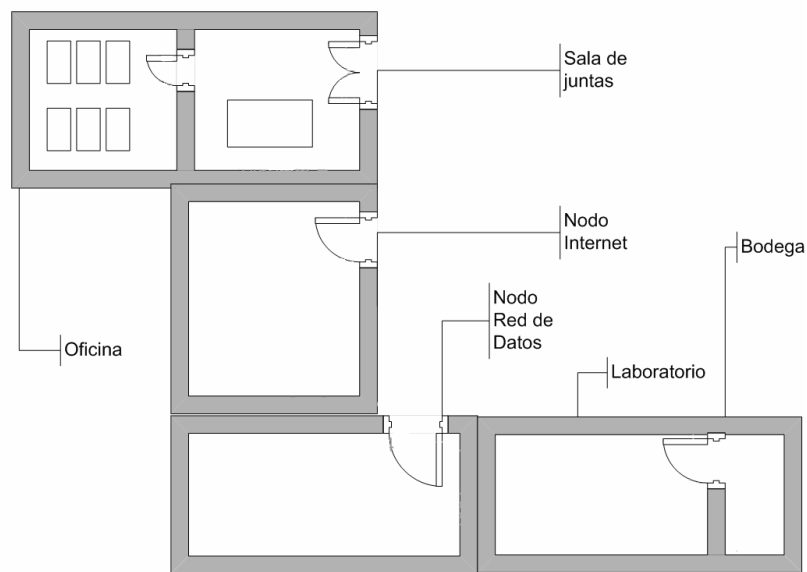 Sala de
juntas
Nodo
Internet
Bodega
Nodo
Red de
Datos
Oficina
Laboratorio